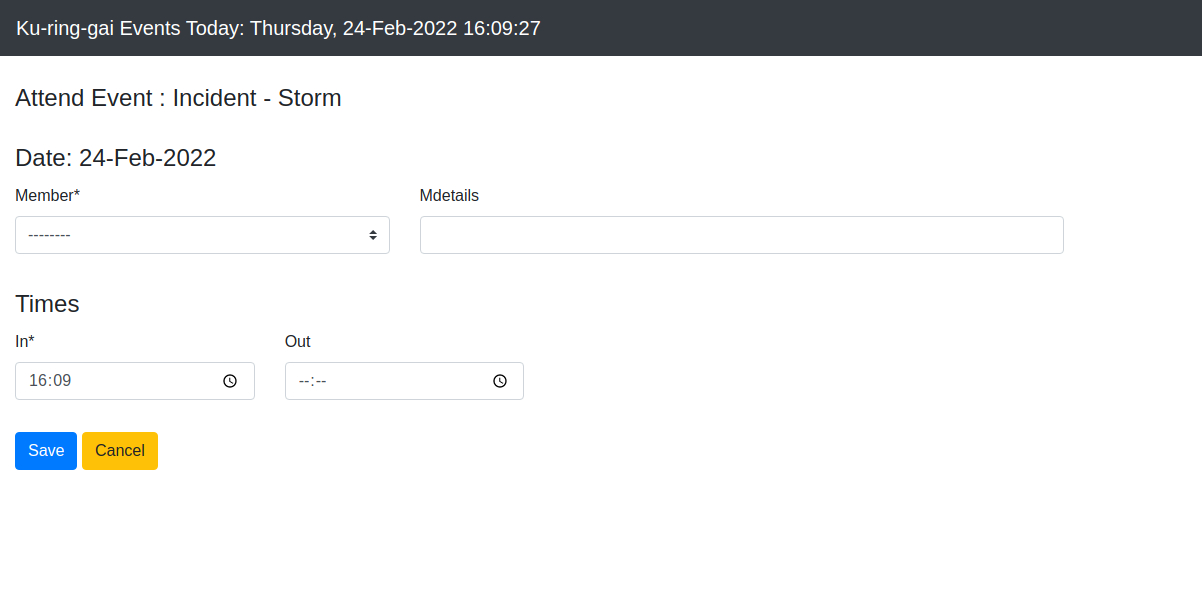 Ku-ring-gai Events Today: Thursday, 24-Feb-2022 16:09:27
Attend Event : Incident - Storm
Date: 24-Feb-2022
Member* Mdetails
--------
Times
In* Out
16:09 --:--
Save Cancel